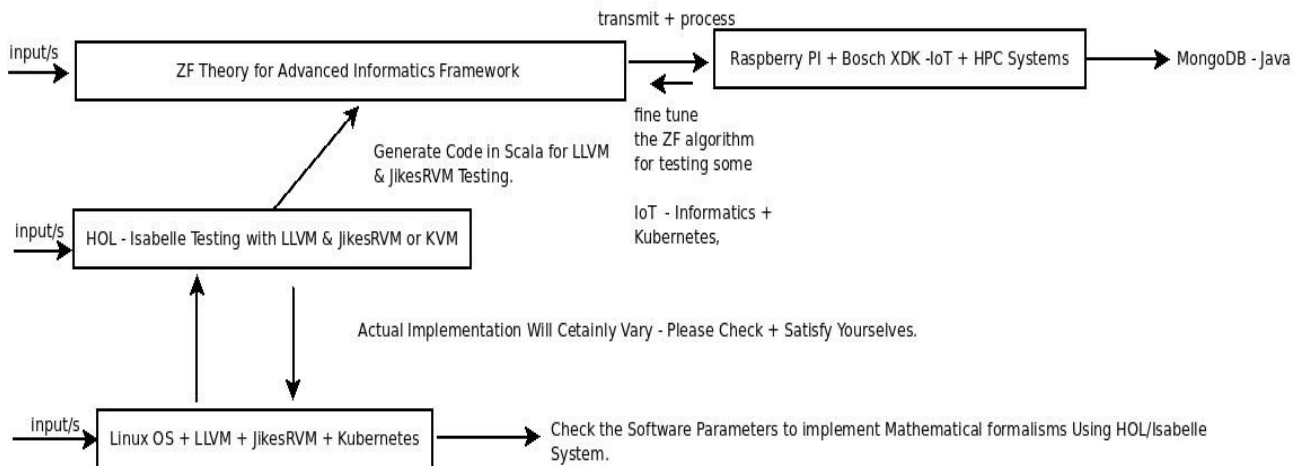 transmit + process
input/s
ZF Theory for Advanced Informatics Framework
Raspberry PI + Bosch XDK -IoT + HPC Systems
MongoDB - Java
fine tune
the ZF algorithm
for testing some
IoT - Informatics +
Kubernetes,
Generate Code in Scala for LLVM
& JikesRVM Testing.
input/s
HOL - Isabelle Testing with LLVM & JikesRVM or KVM
Actual Implementation Will Cetainly Vary - Please Check + Satisfy Yourselves.
input/s
Linux OS + LLVM + JikesRVM + Kubernetes
Check the Software Parameters to implement Mathematical formalisms Using HOL/Isabelle
System.